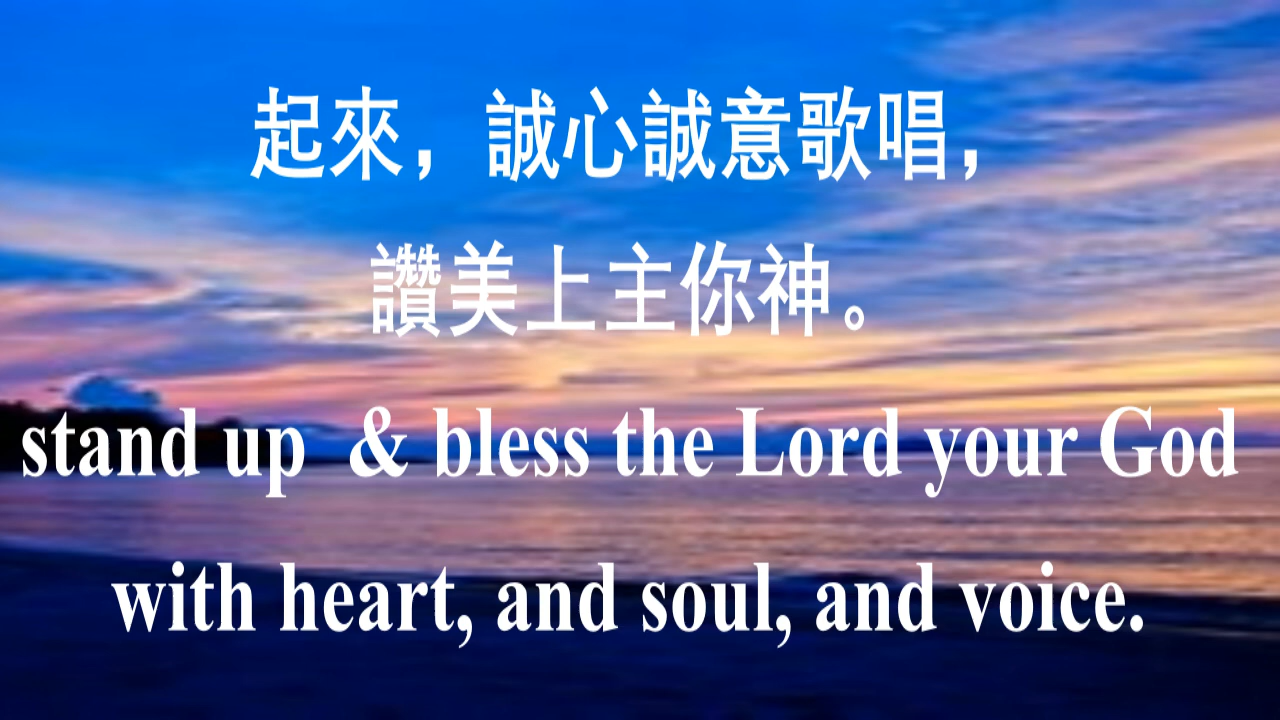 起來，誠心誠意歌唱，
讚美上主你神。
stand up & bless the Lord your God
with heart, and soul, and voice.